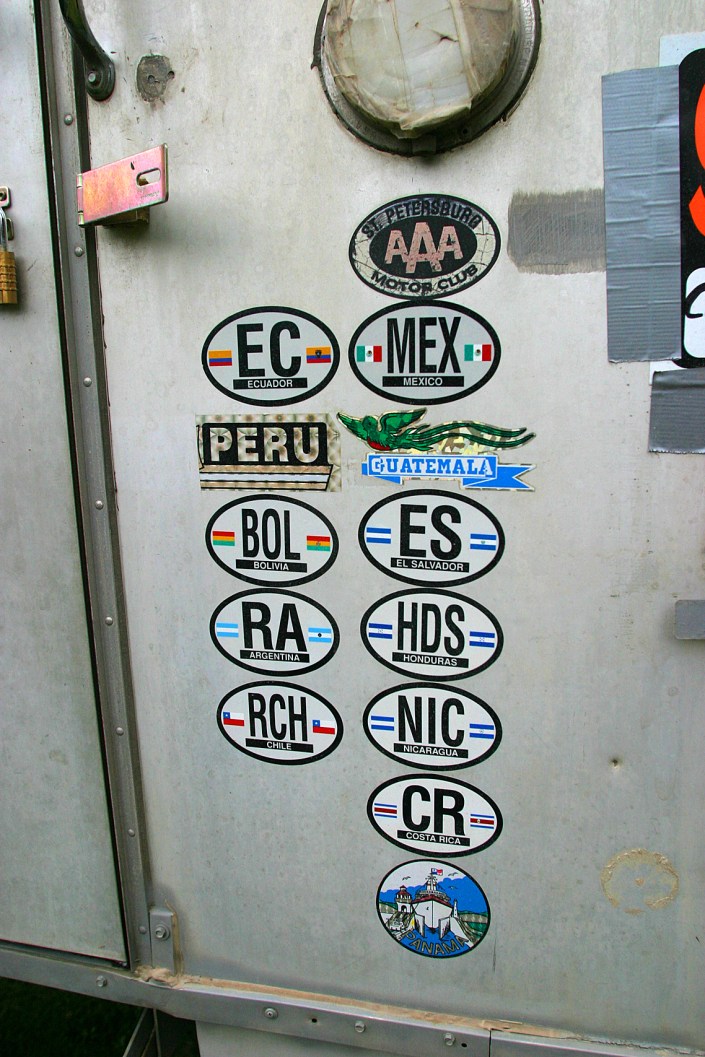 ST. PETERSBURG
AAA
MOTOR CLUB
EC
ECUADOR
MEX
MEXICO
PERU
GUATEMALA
BOL
BOLIVIA
ES
EL SALVADOR
RA
ARGENTINA
HDS
HONDURAS
RCH
CHILE
NIC
NICARAGUA
CR
COSTA RICA
PANAMA